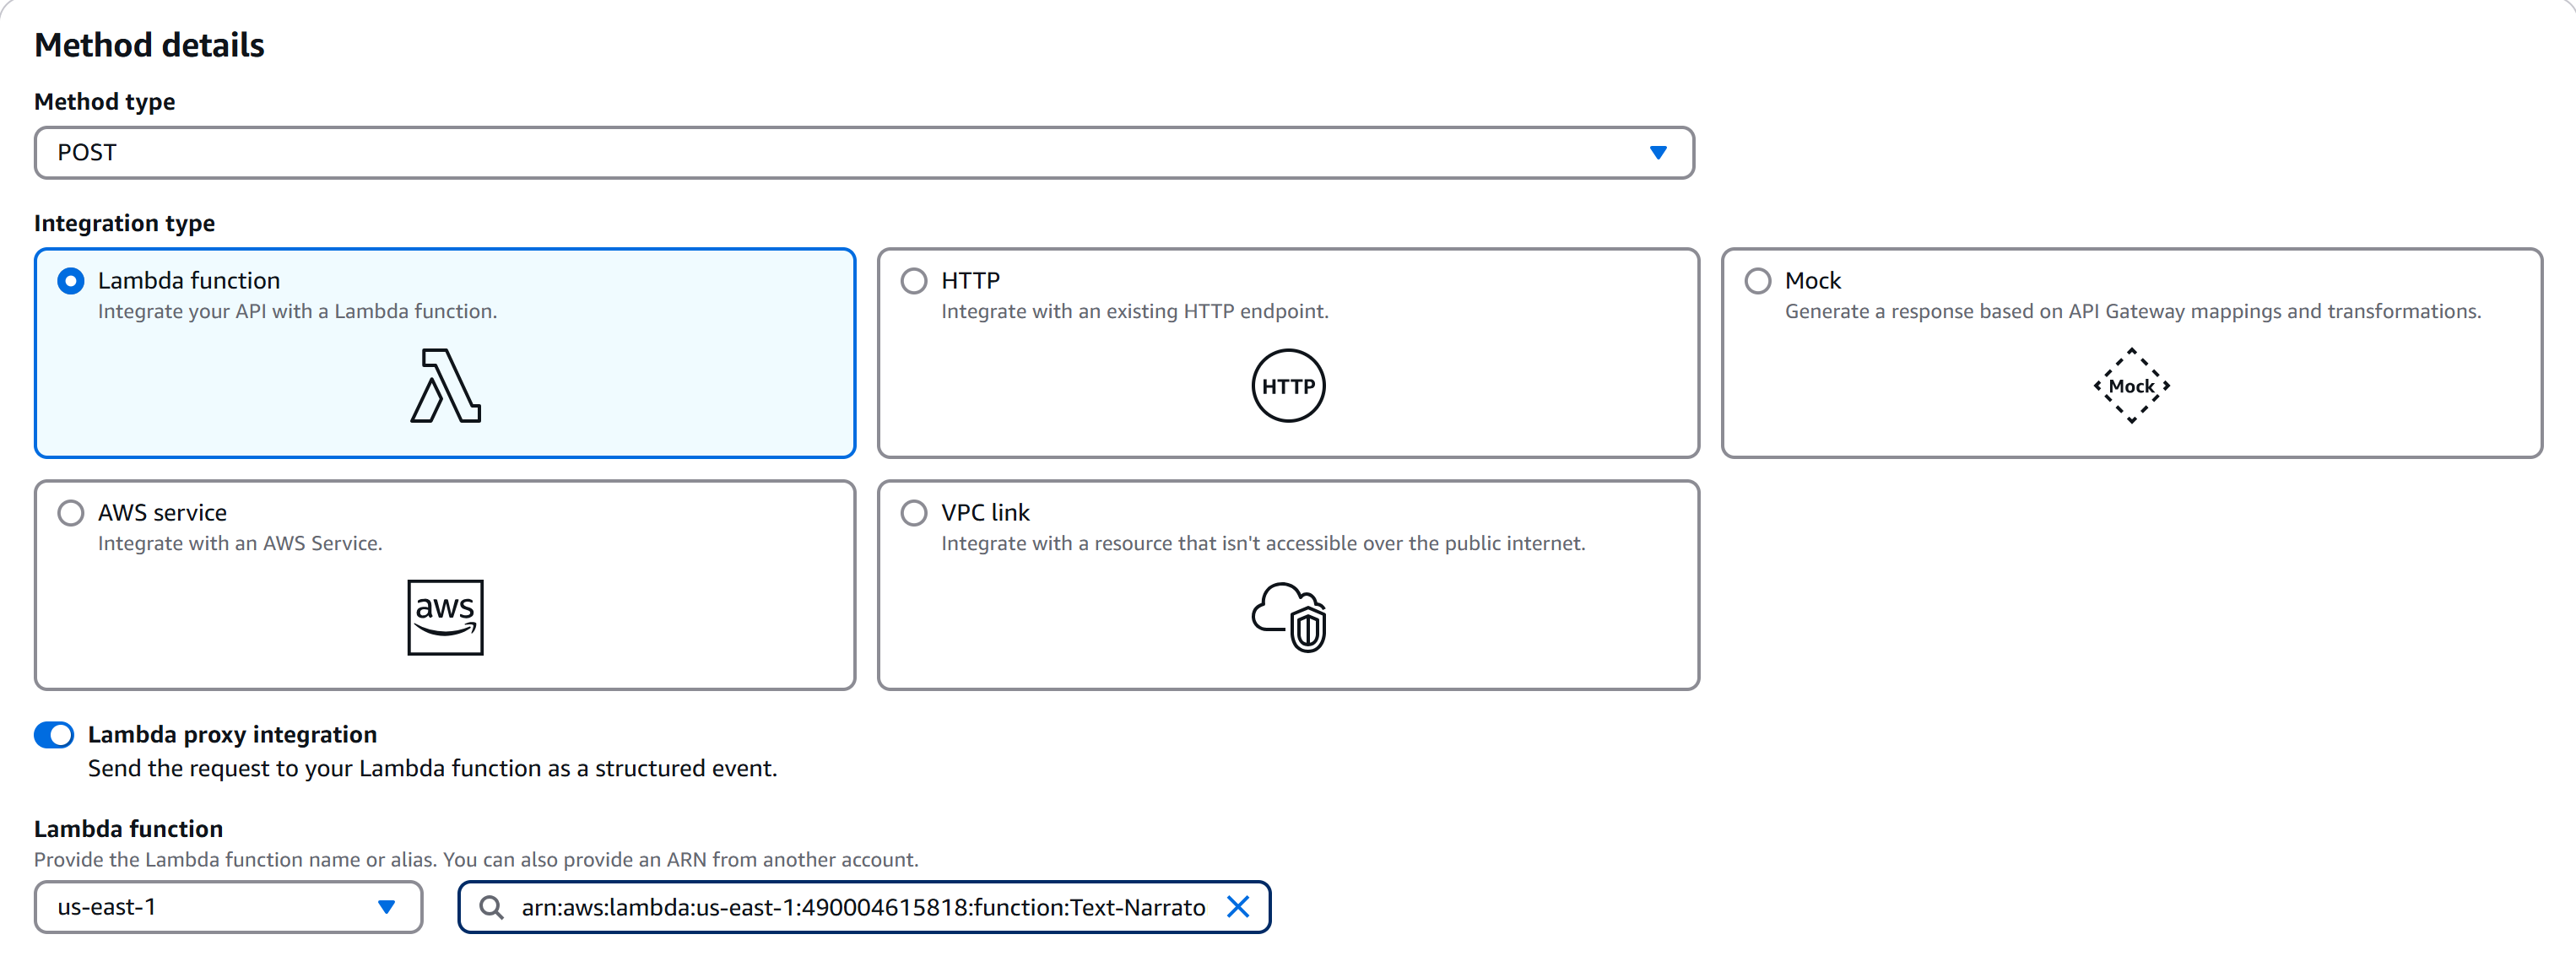 Method details
Method type
POST
Integration type
Lambda function
Integrate your API with a Lambda function.
HTTP
Integrate with an existing HTTP endpoint.
HTTP
Mock
Generate a response based on API Gateway mappings and transformations.
Mock
AWS service
Integrate with an AWS Service.
aws
VPC link
Integrate with a resource that isn't accessible over the public internet.
Lambda proxy integration
Send the request to your Lambda function as a structured event.
Lambda function
Provide the Lambda function name or alias. You can also provide an ARN from another account.
us-east-1
arn:aws:lambda:us-east-1:490004615818:function:Text-Narrato